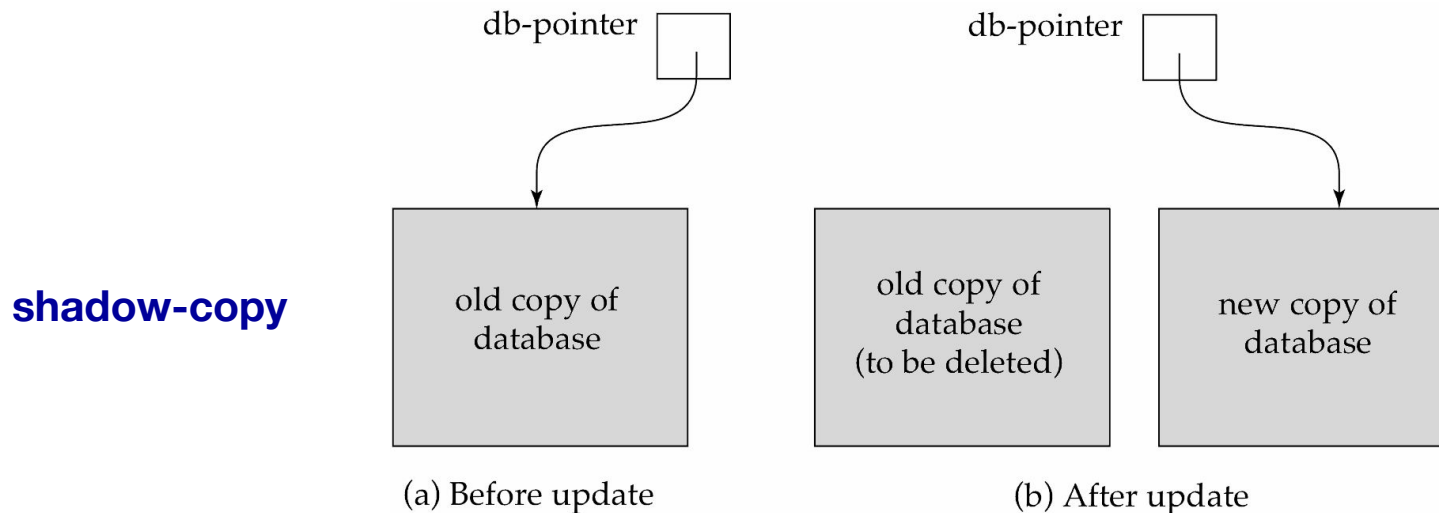 db-pointer
db-pointer
shadow-copy
old copy of
database
old copy of
database
(to be deleted)
new copy of
database
(a) Before update
(b) After update